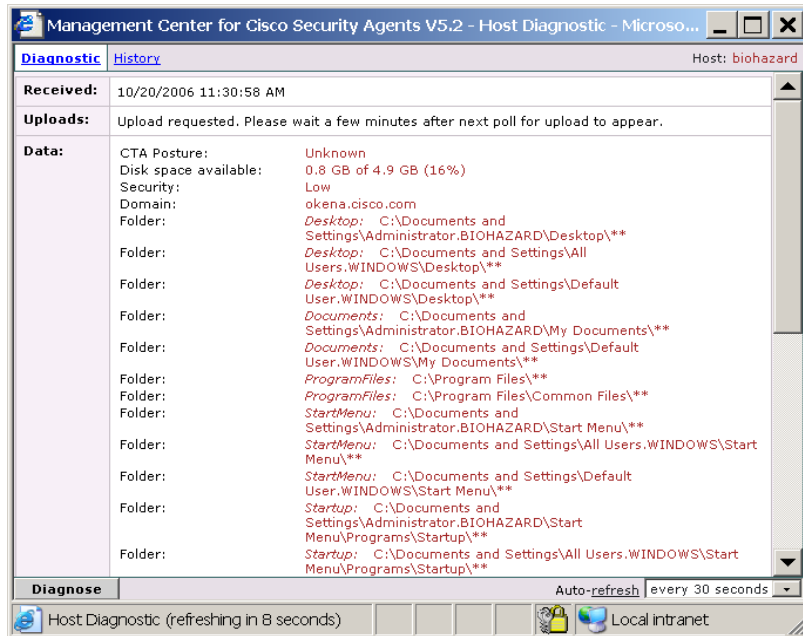 Management Center for Cisco Security Agents V5.2 - Host Diagnostic - Microso...
Diagnostic History Host: biohazard
Received: 10/20/2006 11:30:58 AM
Uploads: Upload requested. Please wait a few minutes after next poll for upload to appear.
Data: CTA Posture: Unknown
Disk space available: 0.8 GB of 4.9 GB (16%)
Security: Low
Domain: okena.cisco.com
Folder: Desktop: C:\Documents and
Settings\Administrator.BIOHAZARD\Desktop\**
Folder: Desktop: C:\Documents and Settings\All
Users.WINDOWS\Desktop\**
Folder: Desktop: C:\Documents and Settings\Default
User.WINDOWS\Desktop\**
Folder: Documents: C:\Documents and
Settings\Administrator.BIOHAZARD\My Documents\**
Folder: Documents: C:\Documents and Settings\Default
User.WINDOWS\My Documents\**
Folder: ProgramFiles: C:\Program Files\**
Folder: ProgramFiles: C:\Program Files\Common Files\**
Folder: StartMenu: C:\Documents and
Settings\Administrator.BIOHAZARD\Start Menu\**
Folder: StartMenu: C:\Documents and Settings\All Users.WINDOWS\Start
Menu\**
Folder: StartMenu: C:\Documents and Settings\Default
User.WINDOWS\Start Menu\**
Folder: Startup: C:\Documents and
Settings\Administrator.BIOHAZARD\Start
Menu\Programs\Startup\**
Folder: Startup: C:\Documents and Settings\All Users.WINDOWS\Start
Menu\Programs\Startup\**
Diagnose Auto-refresh every 30 seconds
Host Diagnostic (refreshing in 8 seconds) Local intranet